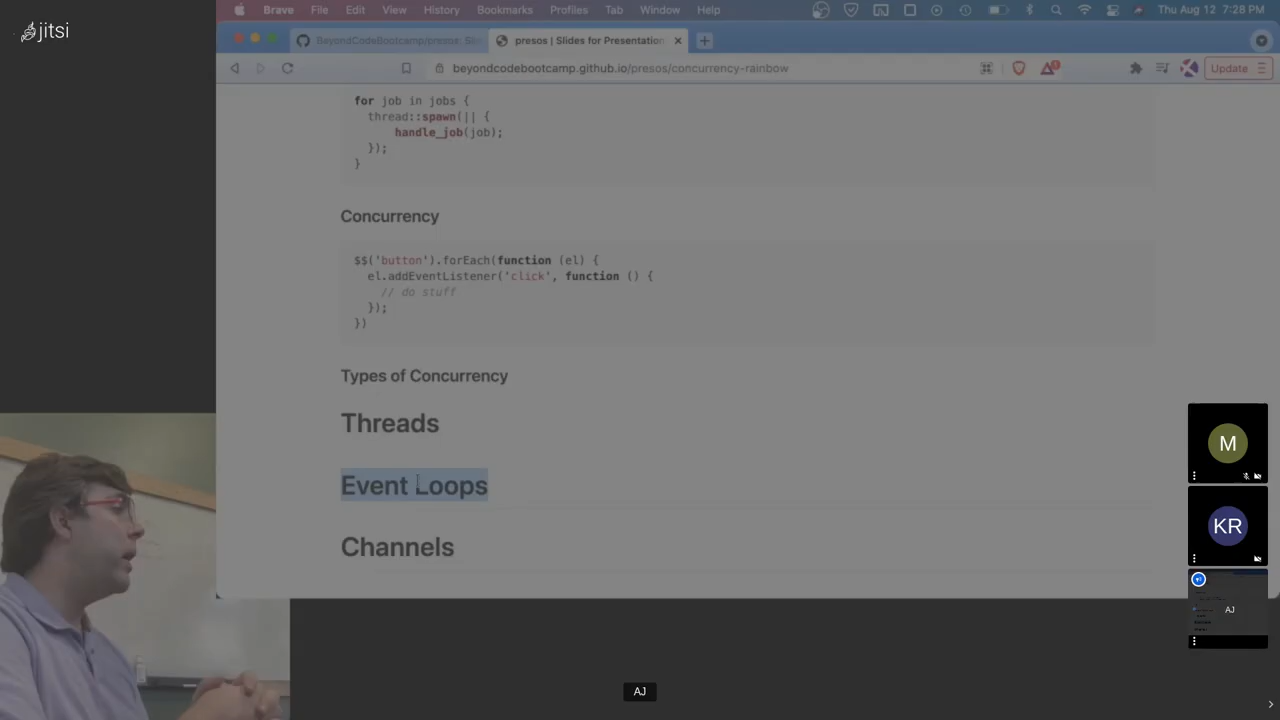 jitsi
Brave File Edit View History Bookmarks Profiles Tab Window Help Thu Aug 12 7:28 PM
BeyondCodeBootcamp/presos: Sli
presos | Slides for Presentation
beyondcodebootcamp.github.io/presos/concurrency-rainbow
Update
for job in jobs {
thread::spawn(|| {
handle_job(job);
});
}
Concurrency
$$('button').forEach(function (el) {
el.addEventListener('click', function () {
// do stuff
});
})
Types of Concurrency
Threads
Event Loops
Channels
M
KR
AJ
AJ